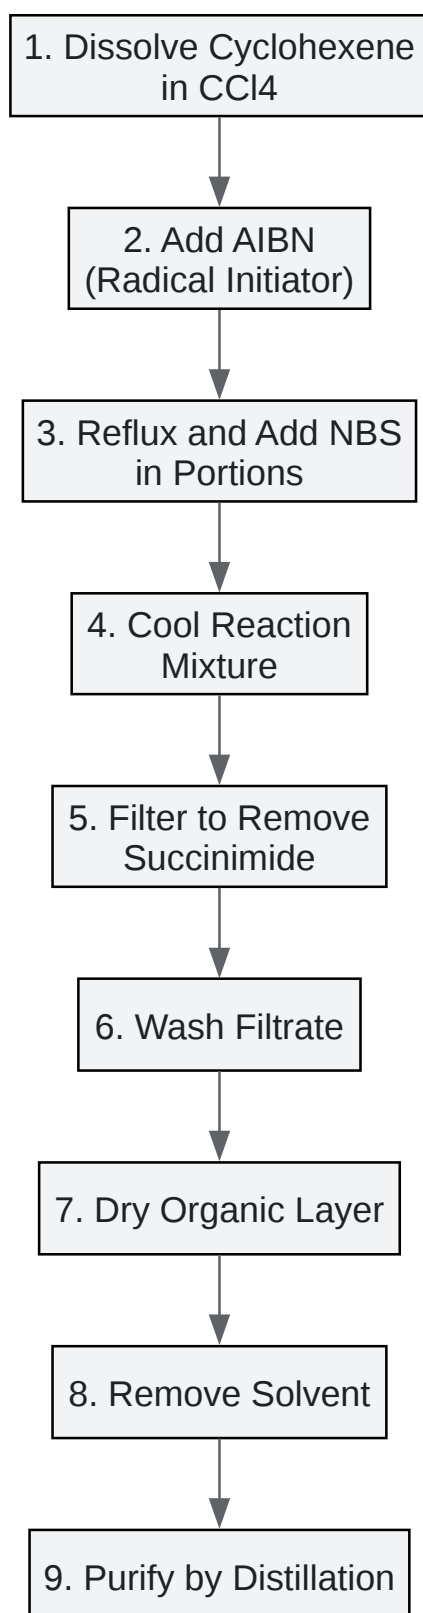 1. Dissolve Cyclohexene
in CCl4
2. Add AIBN
(Radical Initiator)
3. Reflux and Add NBS
in Portions
4. Cool Reaction
Mixture
5. Filter to Remove
Succinimide
6. Wash Filtrate
7. Dry Organic Layer
8. Remove Solvent
9. Purify by Distillation